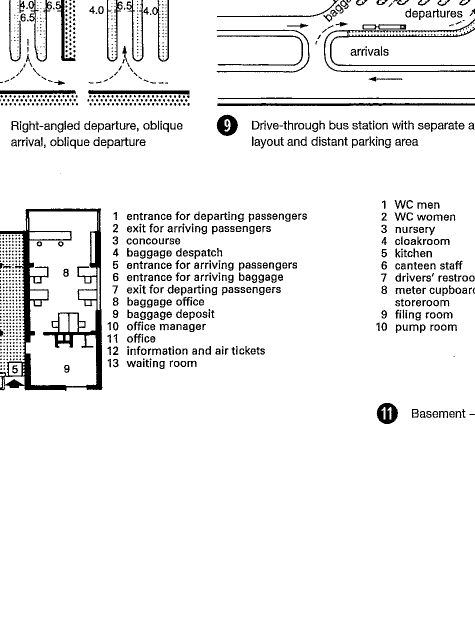 4.0 6.5
6.5
4.0 6.5 4.0
departures
arrivals
Right-angled departure, oblique
arrival, oblique departure
9 Drive-through bus station with separate a
layout and distant parking area
8
9
5
1 entrance for departing passengers
2 exit for arriving passengers
3 concourse
4 baggage despatch
5 entrance for arriving passengers
6 entrance for arriving baggage
7 exit for departing passengers
8 baggage office
9 baggage deposit
10 office manager
11 office
12 information and air tickets
13 waiting room
1 WC men
2 WC women
3 nursery
4 cloakroom
5 kitchen
6 canteen staff
7 drivers' restroo
8 meter cupboar
storeroom
9 filing room
10 pump room
11 Basement –